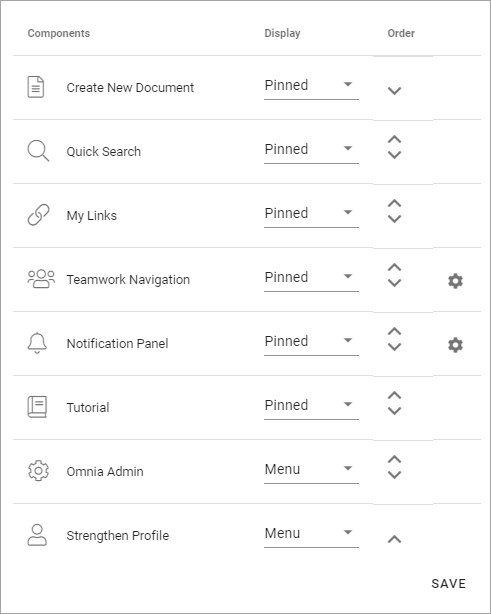 Components Display Order
Create New Document Pinned
Quick Search Pinned
My Links Pinned
Teamwork Navigation Pinned
Notification Panel Pinned
Tutorial Pinned
Omnia Admin Menu
Strengthen Profile Menu
SAVE